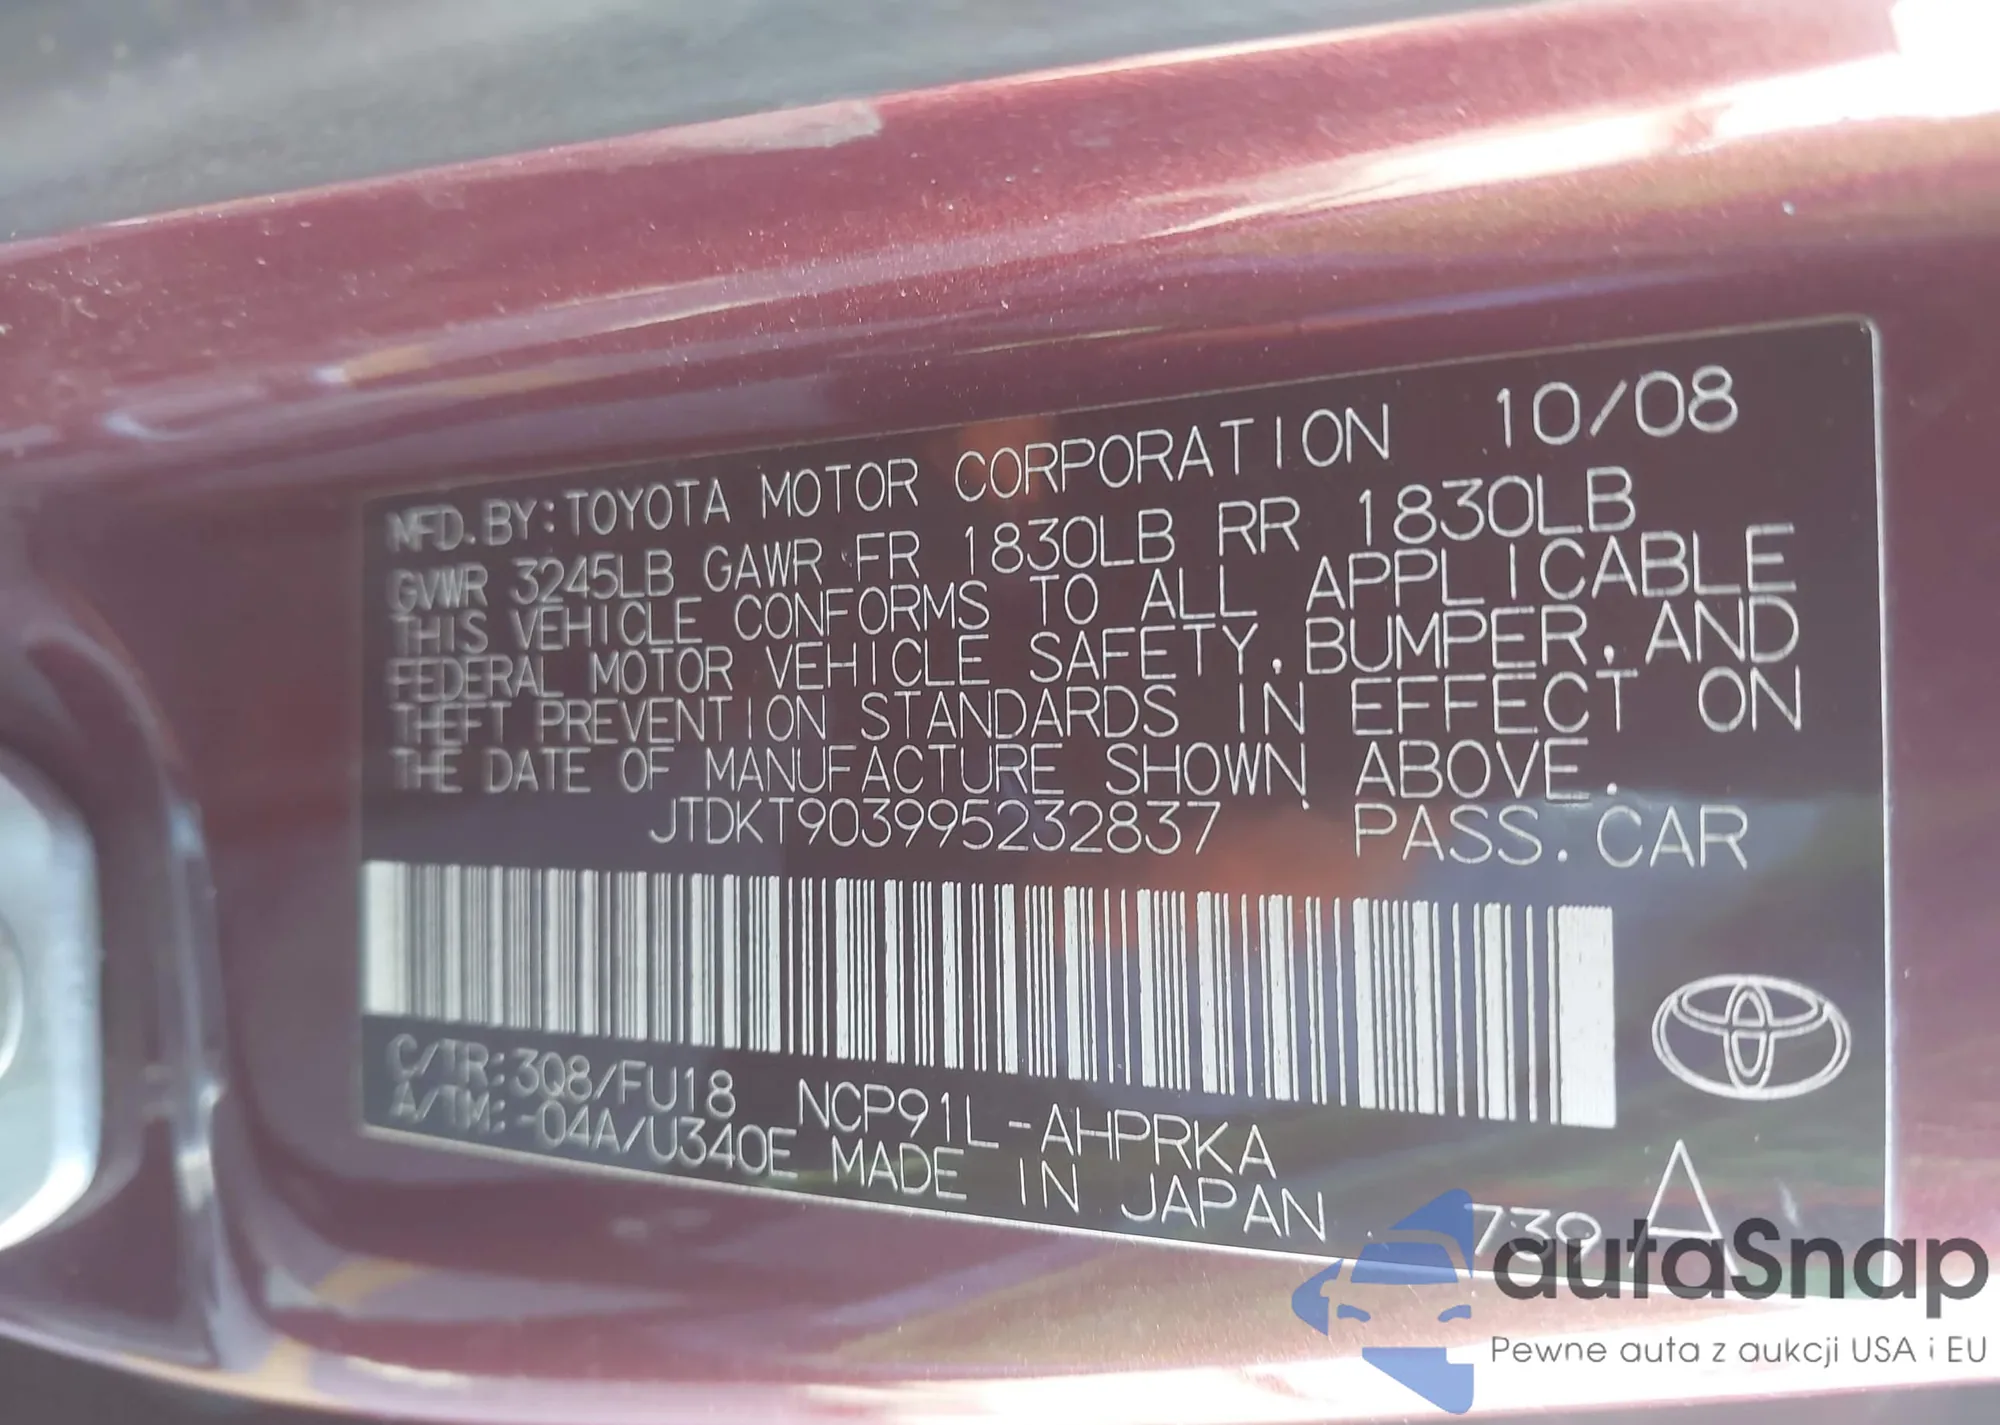 MFD.BY:TOYOTA MOTOR CORPORATION 10/08
GVWR 3245LB GAWR FR 1830LB RR 1830LB
THIS VEHICLE CONFORMS TO ALL APPLICABLE
FEDERAL MOTOR VEHICLE SAFETY, BUMPER, AND
THEFT PREVENTION STANDARDS IN EFFECT ON
THE DATE OF MANUFACTURE SHOWN ABOVE.
JTDKT903995232837 PASS.CAR
C/TR:3Q8/FU18 NCP91L-AHPRKA
A/TM:-04A/U340E MADE IN JAPAN 739
autaSnap
Pewne auta z aukcji USA i EU